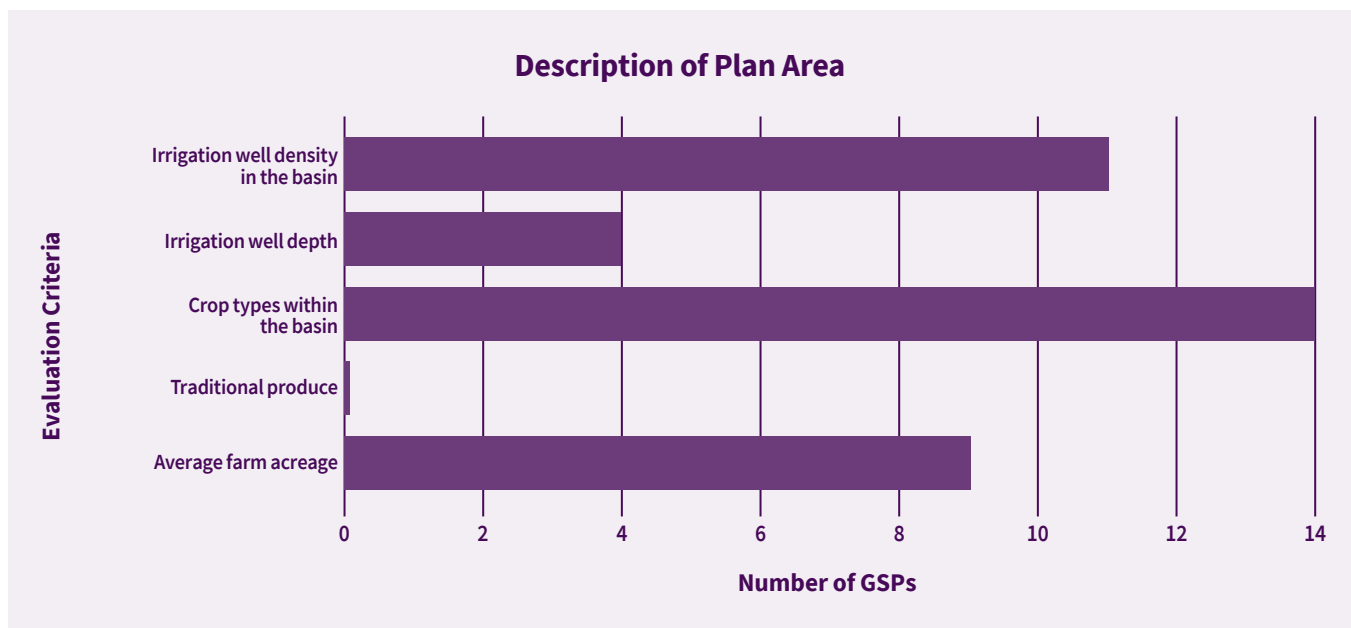 Description of Plan Area
Evaluation Criteria
Irrigation well density
in the basin
Irrigation well depth
Crop types within
the basin
Traditional produce
Average farm acreage
0 2 4 6 8 10 12 14
Number of GSPs